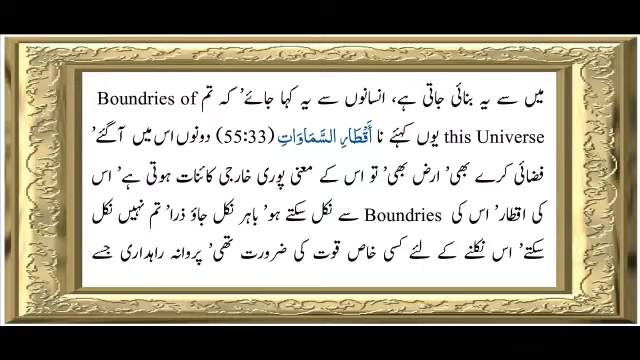 میں سے یہ بنائی جاتی ہے، انسانوں سے یہ کہا جائے’ کہ تم Boundries of
this Universe یوں کہئے نا أَقْطَارِ السَّمَاوَاتِ (55:33) دونوں اس میں آ گئے’
فضائی کرے بھی’ ارض بھی’ تو اس کے معنی پوری خارجی کائنات ہوتی ہے’ اس
کی اقطار’ اس کی Boundries سے نکل سکتے ہو’ باہر نکل جاؤ ذرا’ تم نہیں نکل
سکتے’ اس نکلنے کے لئے کسی خاص قوت کی ضرورت تھی’ پروانہ راہداری جسے